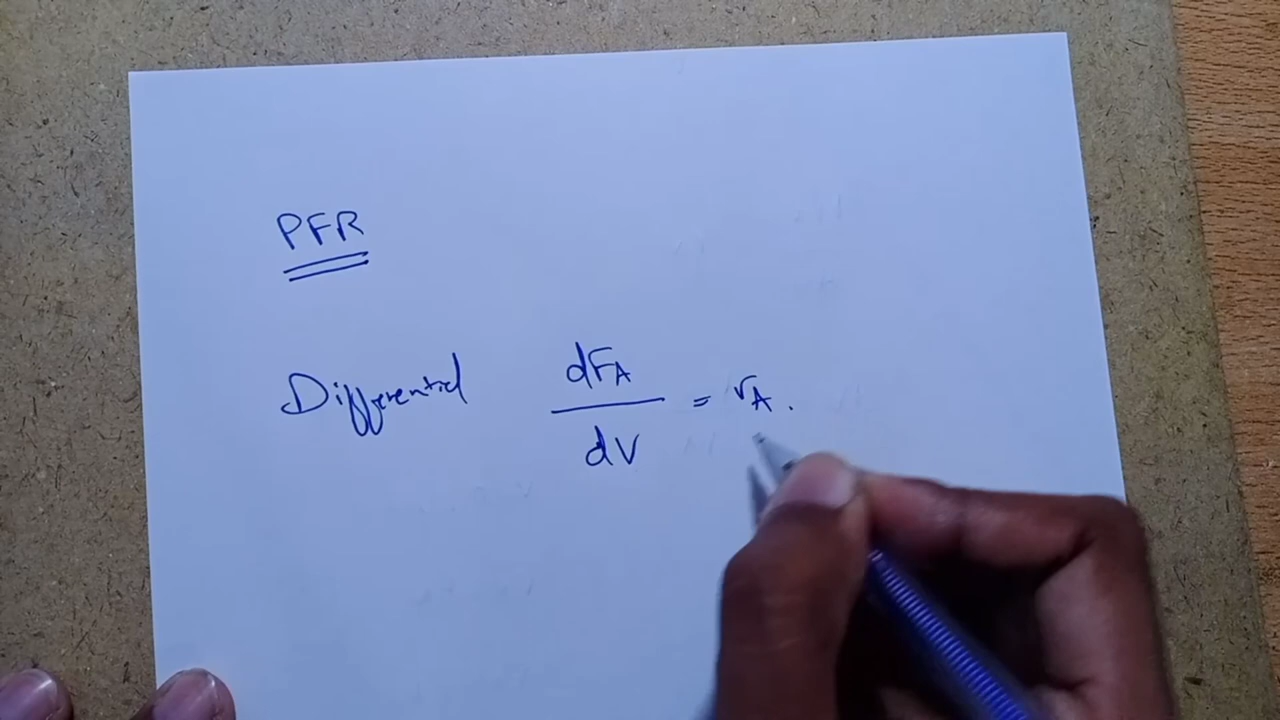 PFR
Differential dFA/dV = rA.